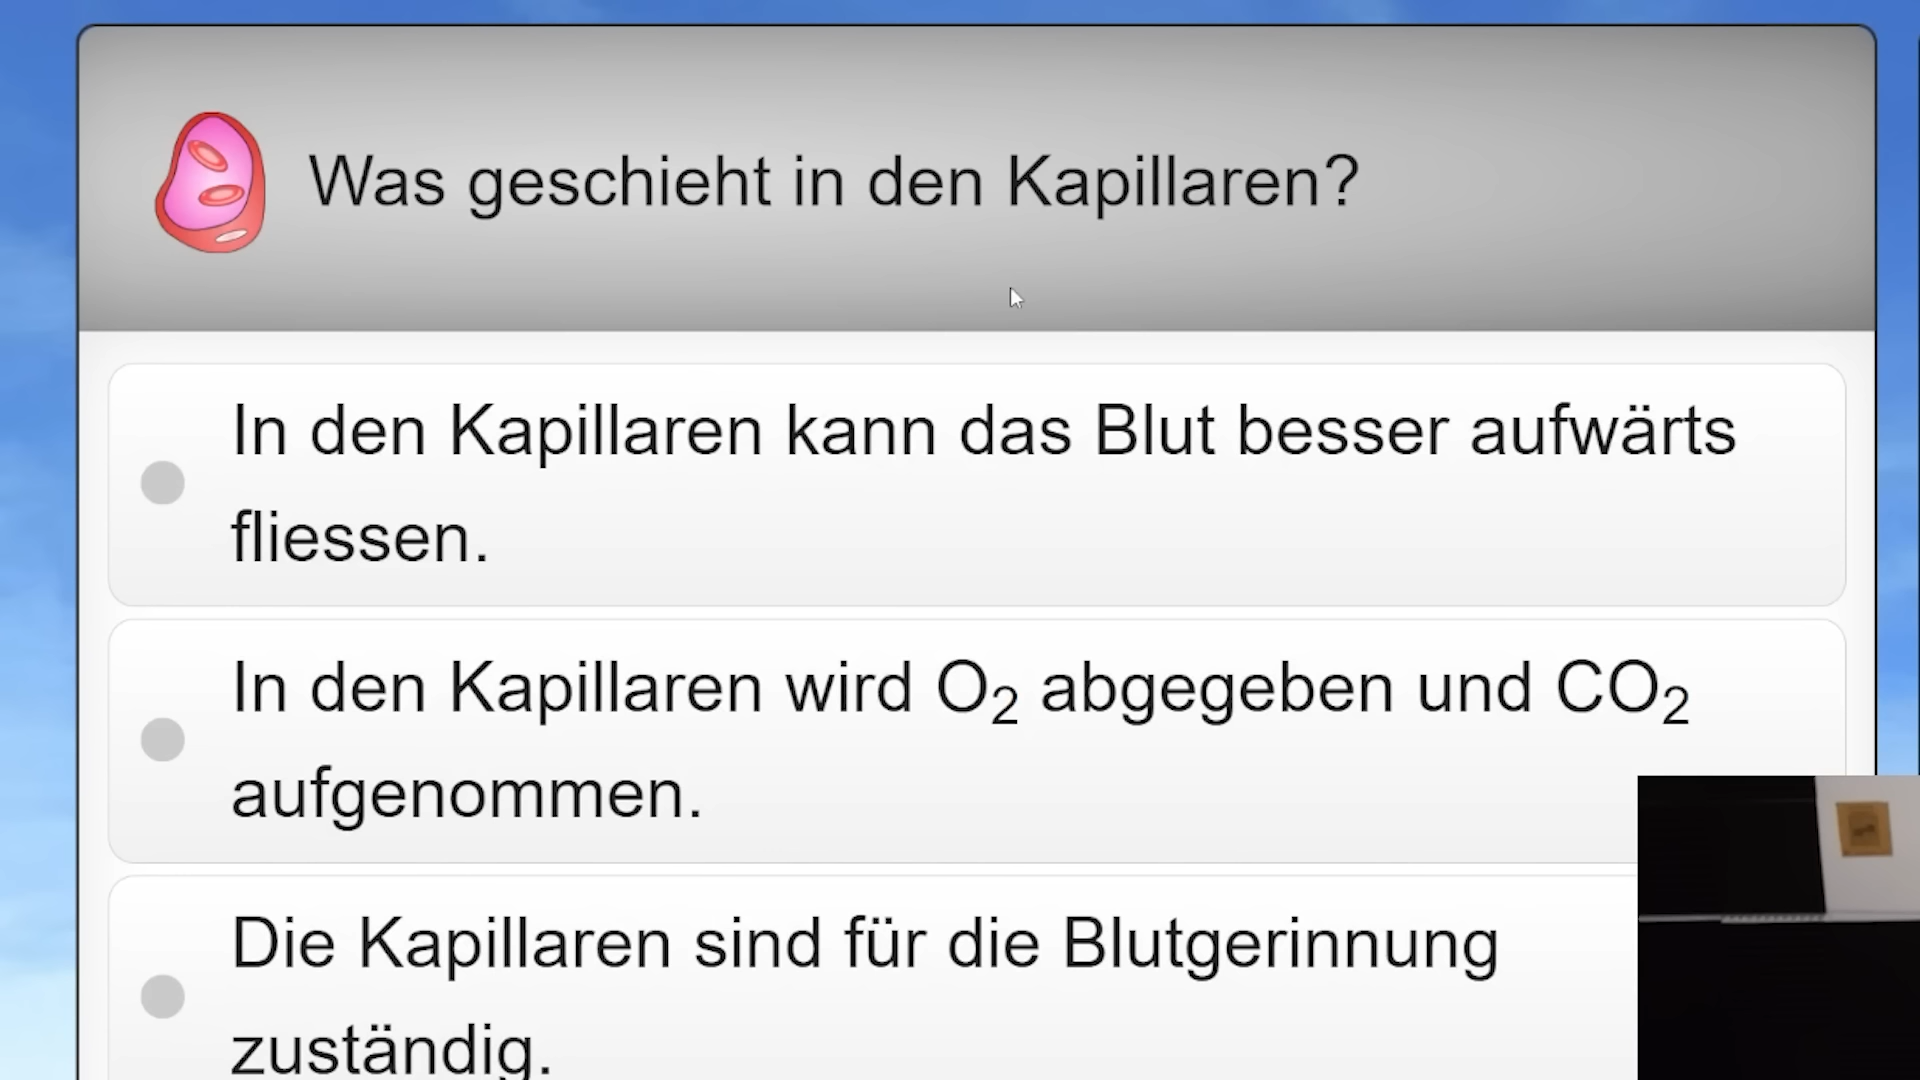 Was geschieht in den Kapillaren?
In den Kapillaren kann das Blut besser aufwärts
fliessen.
In den Kapillaren wird O₂ abgegeben und CO₂
aufgenommen.
Die Kapillaren sind für die Blutgerinnung
zuständig.